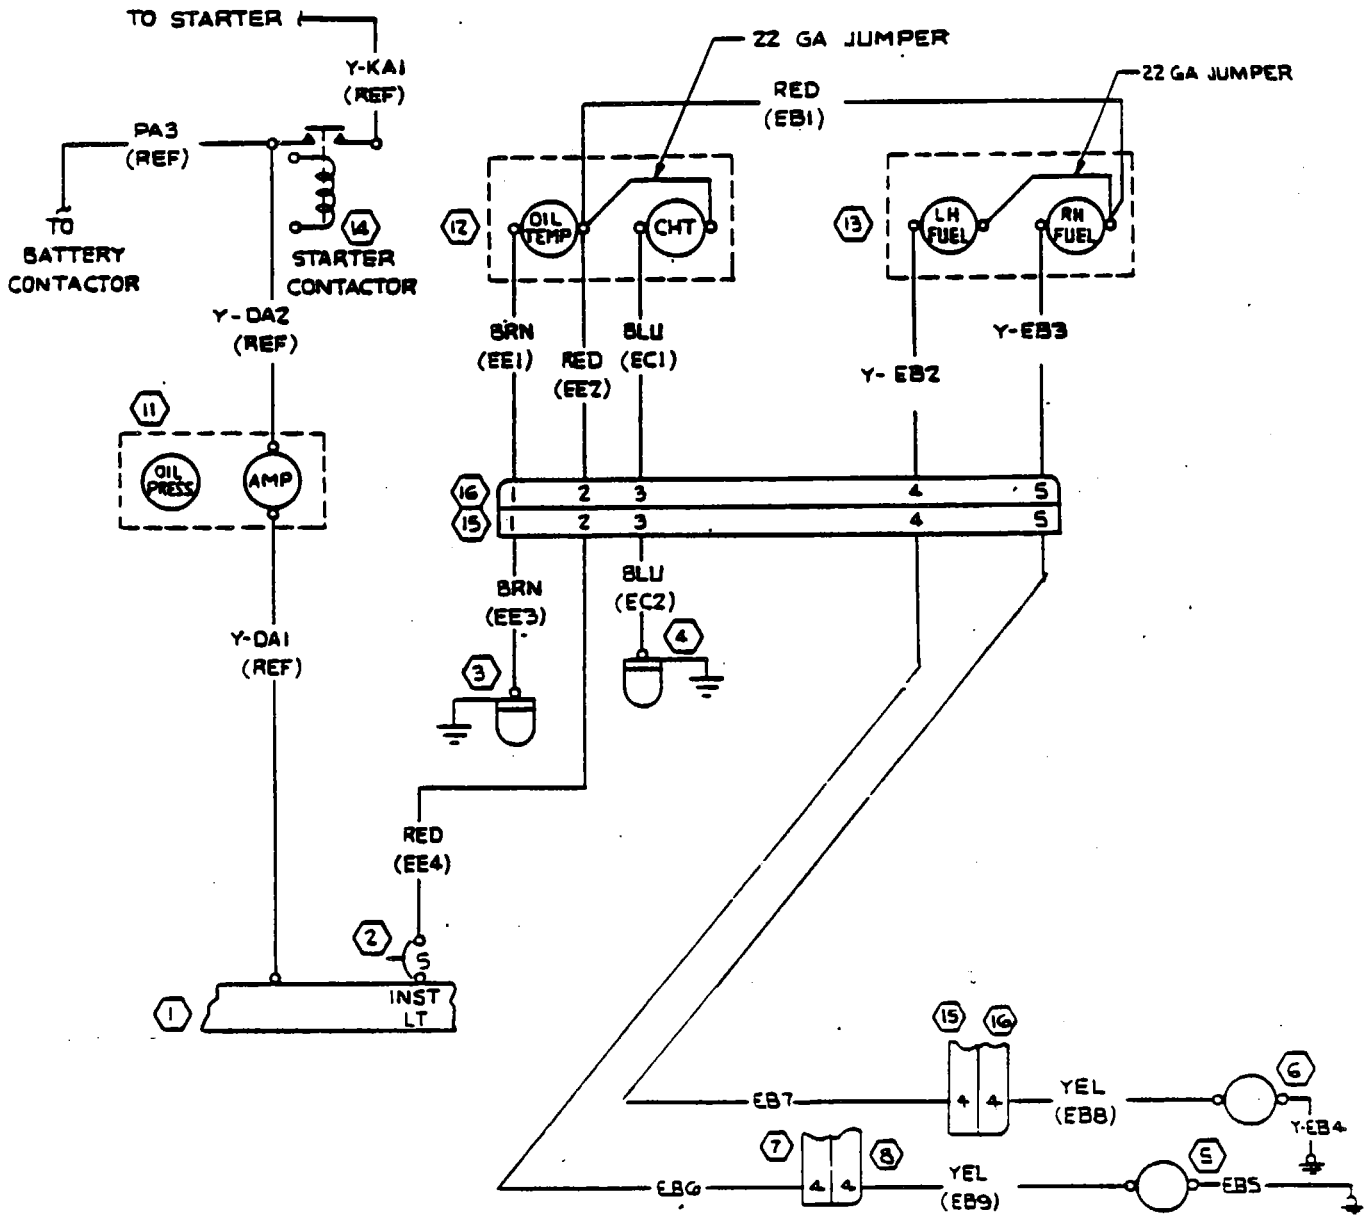 TO STARTER
22 GA JUMPER
Y-KA1
(REF)
22 GA JUMPER
RED
(EB1)
PA3
(REF)
TO
BATTERY
CONTACTOR
14
STARTER
CONTACTOR
12
OIL
TEMP
CHT
13
LH
FUEL
RH
FUEL
Y-DA2
(REF)
BRN
(EE1)
RED
(EE2)
BLU
(EC1)
Y-EB2
Y-EB3
11
OIL
PRESS
AMP
16
1 2 3 4 5
15
1 2 3 4 5
BRN
(EE3)
BLU
(EC2)
Y-DA1
(REF)
3
4
RED
(EE4)
2
5
1
INST
LT
15
16
EB7
4 4
YEL
(EB8)
6
Y-EB4
7
8
EB6
4 4
YEL
(EB9)
5
EB5